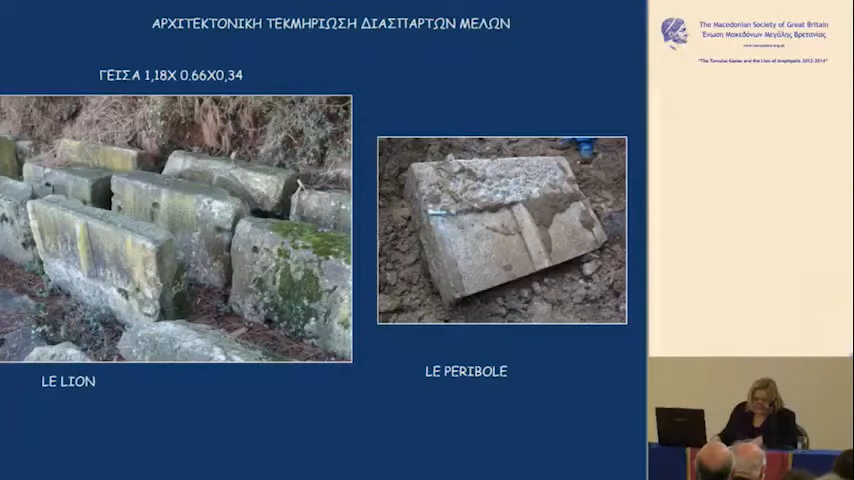 ΑΡΧΙΤΕΚΤΟΝΙΚΗ ΤΕΚΜΗΡΙΩΣΗ ΔΙΑΣΠΑΡΤΩΝ ΜΕΛΩΝ
ΓΕΙΣΑ 1,18Χ 0.66Χ0,34
LE LION
LE PERIBOLE
The Macedonian Society of Great Britain
Ένωση Μακεδόνων Μεγάλης Βρετανίας
"The Tumulus Kastas and the Lion of Amphipolis 2012-2014"